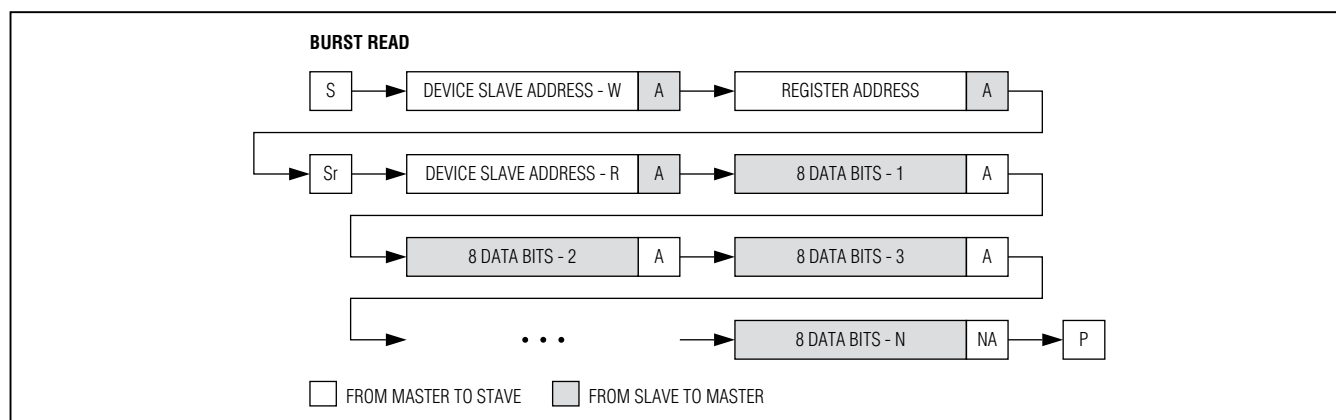 BURST READ
S DEVICE SLAVE ADDRESS - W A REGISTER ADDRESS A
Sr DEVICE SLAVE ADDRESS - R A 8 DATA BITS - 1 A
8 DATA BITS - 2 A 8 DATA BITS - 3 A
• • • 8 DATA BITS - N NA P
FROM MASTER TO STAVE FROM SLAVE TO MASTER